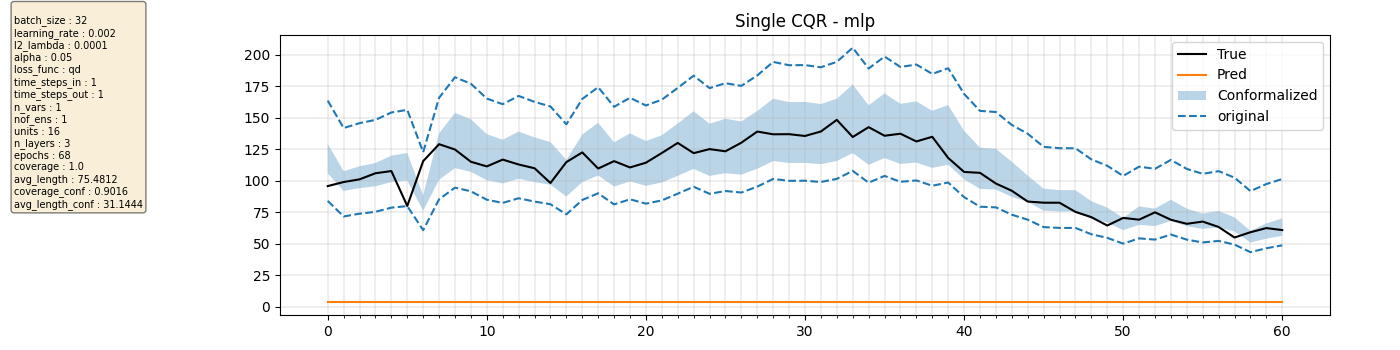 batch_size : 32
learning_rate : 0.002
l2_lambda : 0.0001
alpha : 0.05
loss_func : qd
time_steps_in : 1
time_steps_out : 1
n_vars : 1
nof_ens : 1
units : 16
n_layers : 3
epochs : 68
coverage : 1.0
avg_length : 75.4812
coverage_conf : 0.9016
avg_length_conf : 31.1444
Single CQR - mlp
200
175
150
125
100
75
50
25
0
True
Pred
Conformalized
original
0 10 20 30 40 50 60